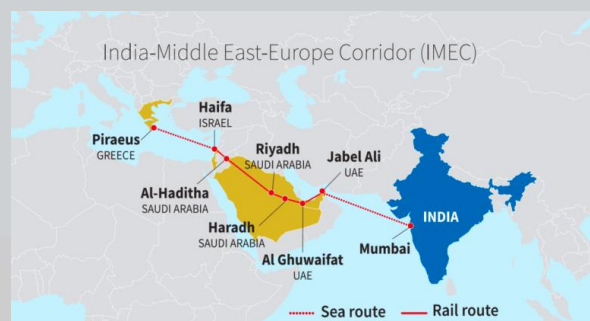 India-Middle East-Europe Corridor (IMEC)
Haifa
ISRAEL
Piraeus
GREECE
Riyadh
SAUDI ARABIA
Jabel Ali
UAE
Al-Haditha
SAUDI ARABIA
Haradh
SAUDI ARABIA
INDIA
Mumbai
Al Ghuwaifat
UAE
Sea route
Rail route